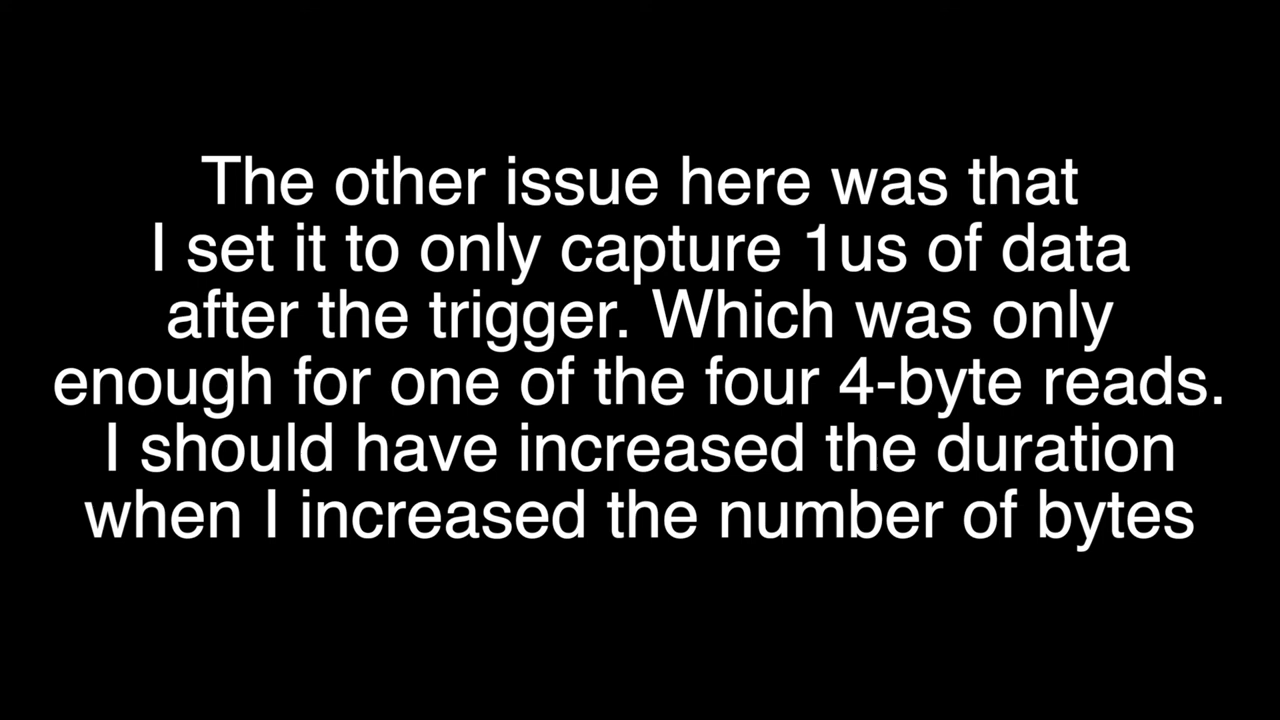 The other issue here was that
I set it to only capture 1us of data
after the trigger. Which was only
enough for one of the four 4-byte reads.
I should have increased the duration
when I increased the number of bytes